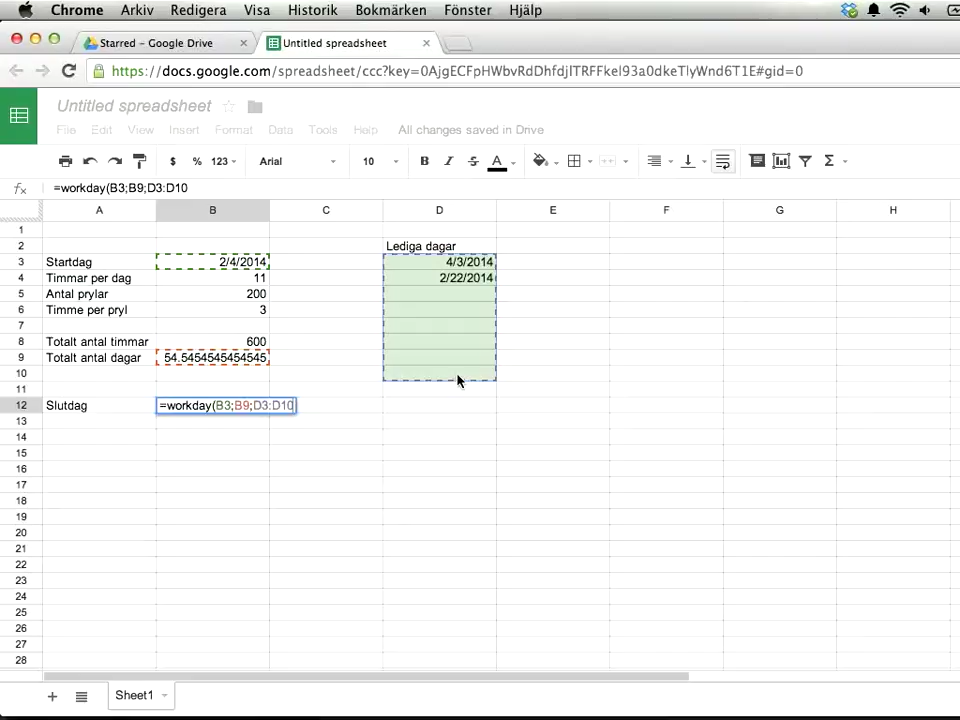 Chrome Arkiv Redigera Visa Historik Bokmärken Fönster Hjälp
Starred - Google Drive × Untitled spreadsheet ×
https://docs.google.com/spreadsheet/ccc?key=0AjgECFpHWbvRdDhfdjlTRFFkel93a0dkeTlyWnd6T1E#gid=0
Untitled spreadsheet
File Edit View Insert Format Data Tools Help All changes saved in Drive
$ % 123 Arial 10 B I S A Σ
fx =workday(B3;B9;D3:D10
A B C D E F G H
1
2 Lediga dagar
3 Startdag 2/4/2014 4/3/2014
4 Timmar per dag 11 2/22/2014
5 Antal prylar 200
6 Timme per pryl 3
7
8 Totalt antal timmar 600
9 Totalt antal dagar 54.5454545454545
10
11
12 Slutdag =workday(B3;B9;D3:D10
13
14
15
16
17
18
19
20
21
22
23
24
25
26
27
28
+ Sheet1